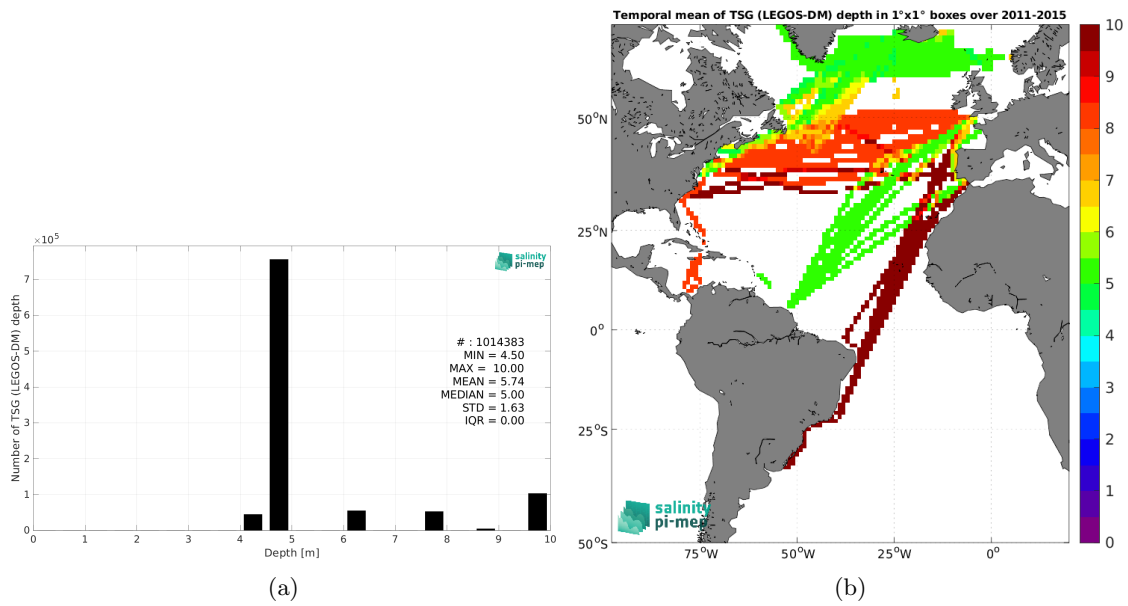 Temporal mean of TSG (LEGOS-DM) depth in 1°x1° boxes over 2011-2015
×10⁵
salinity
pi-mep
# : 1014383
MIN = 4.50
MAX = 10.00
MEAN = 5.74
MEDIAN = 5.00
STD = 1.63
IQR = 0.00
Number of TSG (LEGOS-DM) depth
7
6
5
4
3
2
1
0
0 1 2 3 4 5 6 7 8 9 10
Depth [m]
(a)
50°N
25°N
0°
25°S
50°S
75°W 50°W 25°W 0°
salinity
pi-mep
10
9
8
7
6
5
4
3
2
1
0
(b)